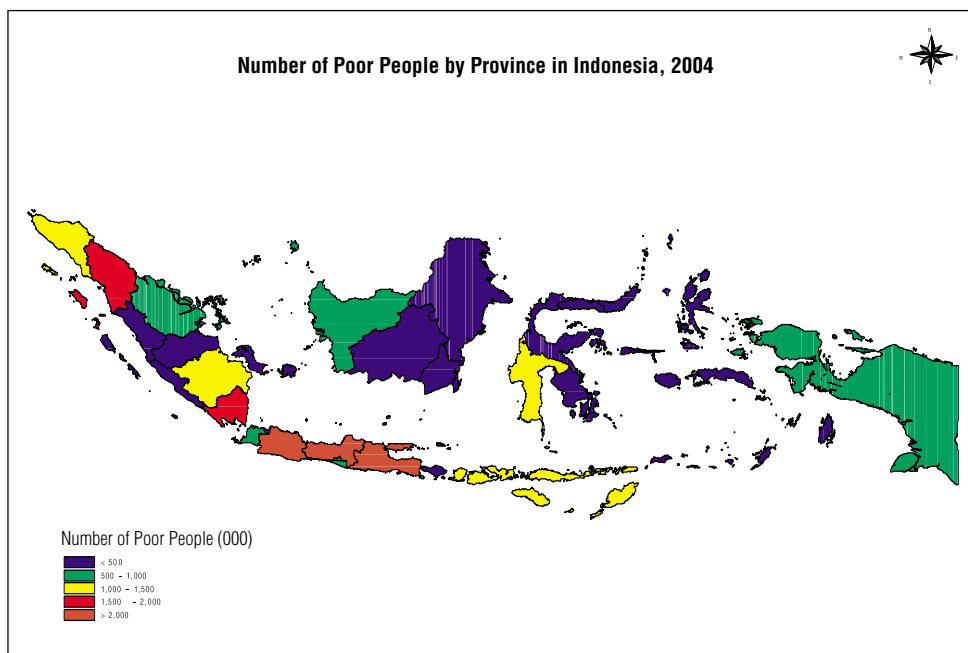 Number of Poor People by Province in Indonesia, 2004
N
W
E
S
Number of Poor People (000)
< 500
500 - 1,000
1,000 - 1,500
1,500 - 2,000
> 2,000